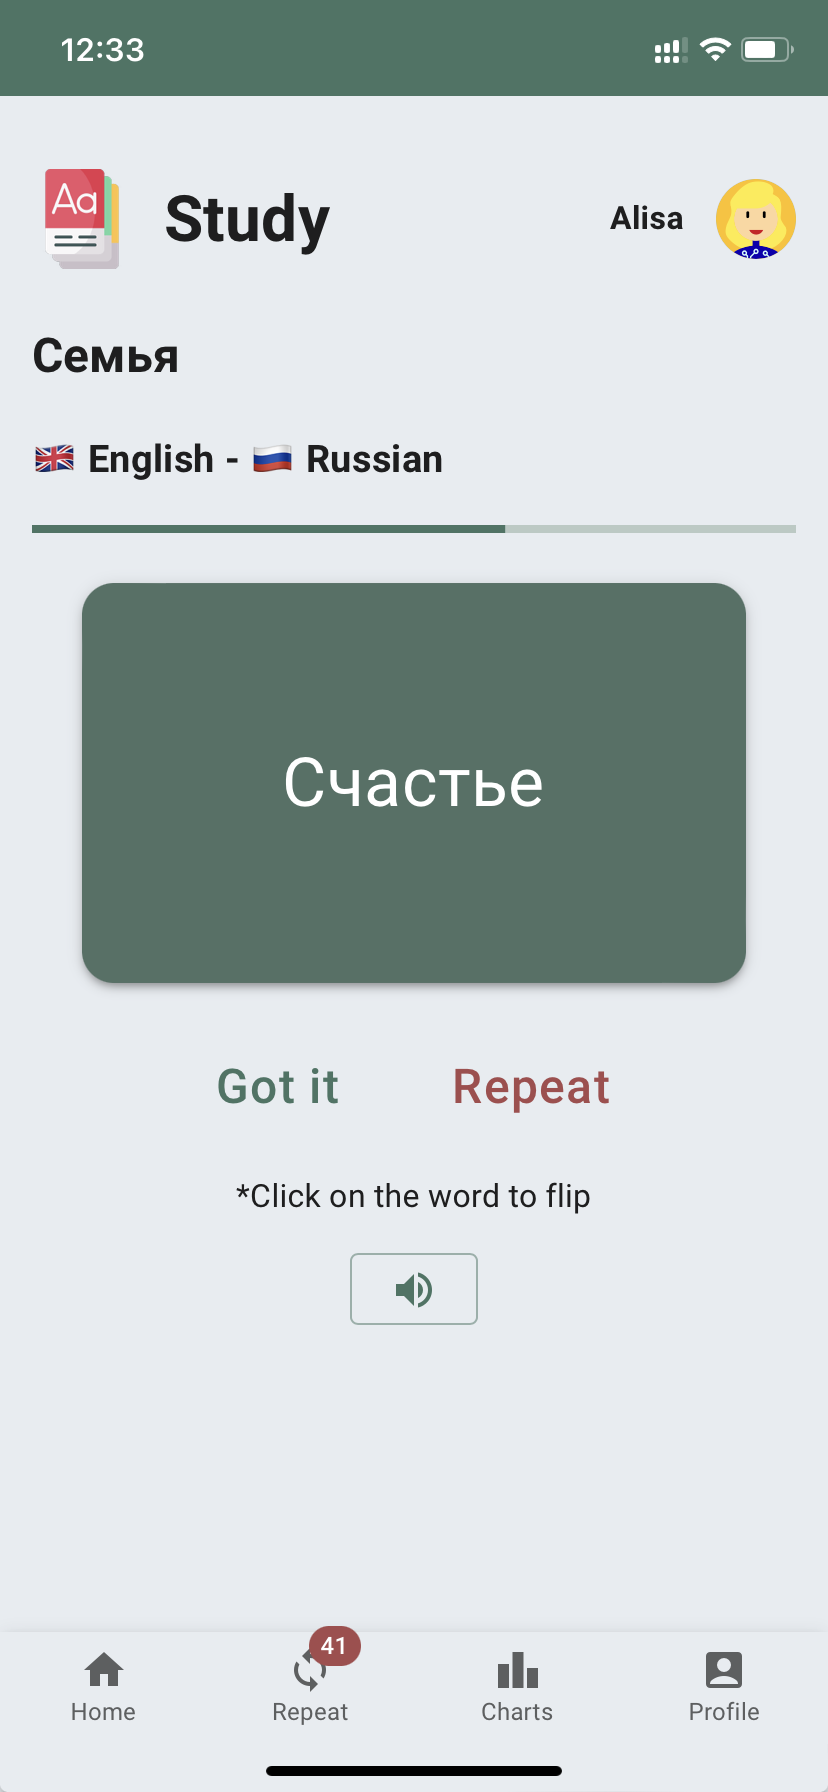 12:33
Aa
Study
Alisa
Семья
🇬🇧 English - 🇷🇺 Russian
Счастье
Got it
Repeat
*Click on the word to flip
41
Home
Repeat
Charts
Profile